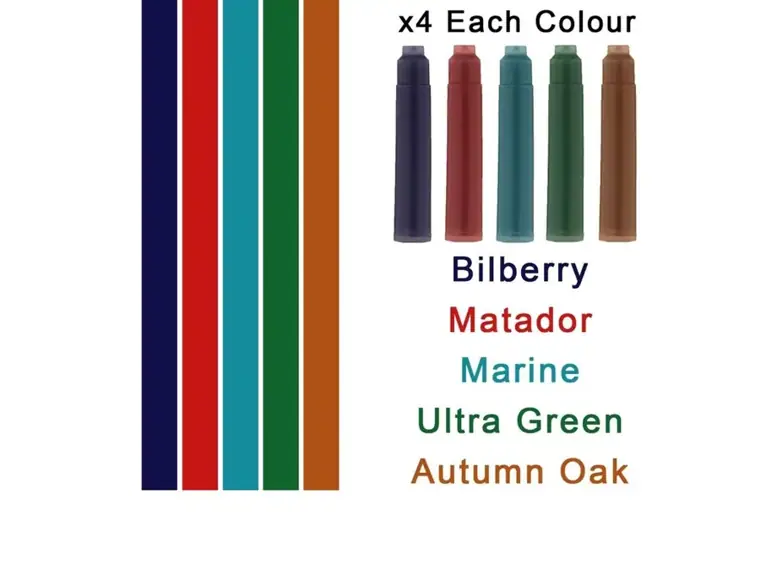 x4 Each Colour
Bilberry
Matador
Marine
Ultra Green
Autumn Oak